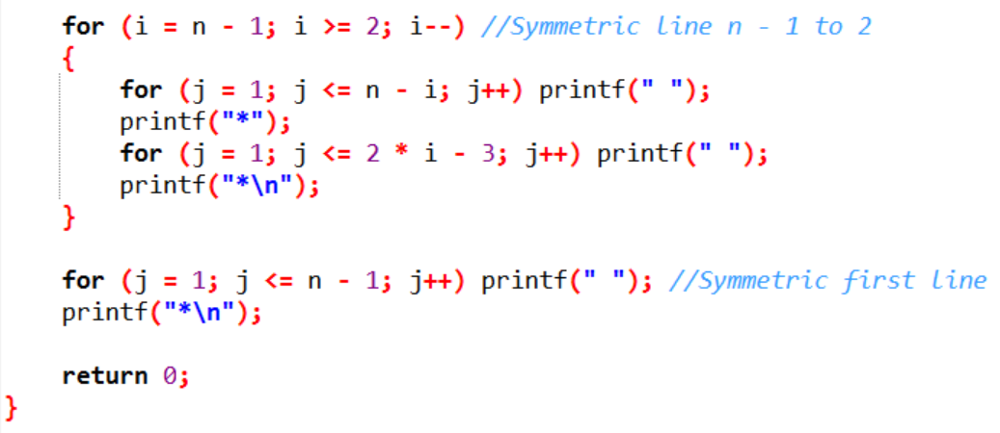 for (i = n - 1; i >= 2; i--) //Symmetric line n - 1 to 2
{
for (j = 1; j <= n - i; j++) printf(" ");
printf("*");
for (j = 1; j <= 2 * i - 3; j++) printf(" ");
printf("*\n");
}
for (j = 1; j <= n - 1; j++) printf(" "); //Symmetric first line
printf("*\n");
return 0;
}